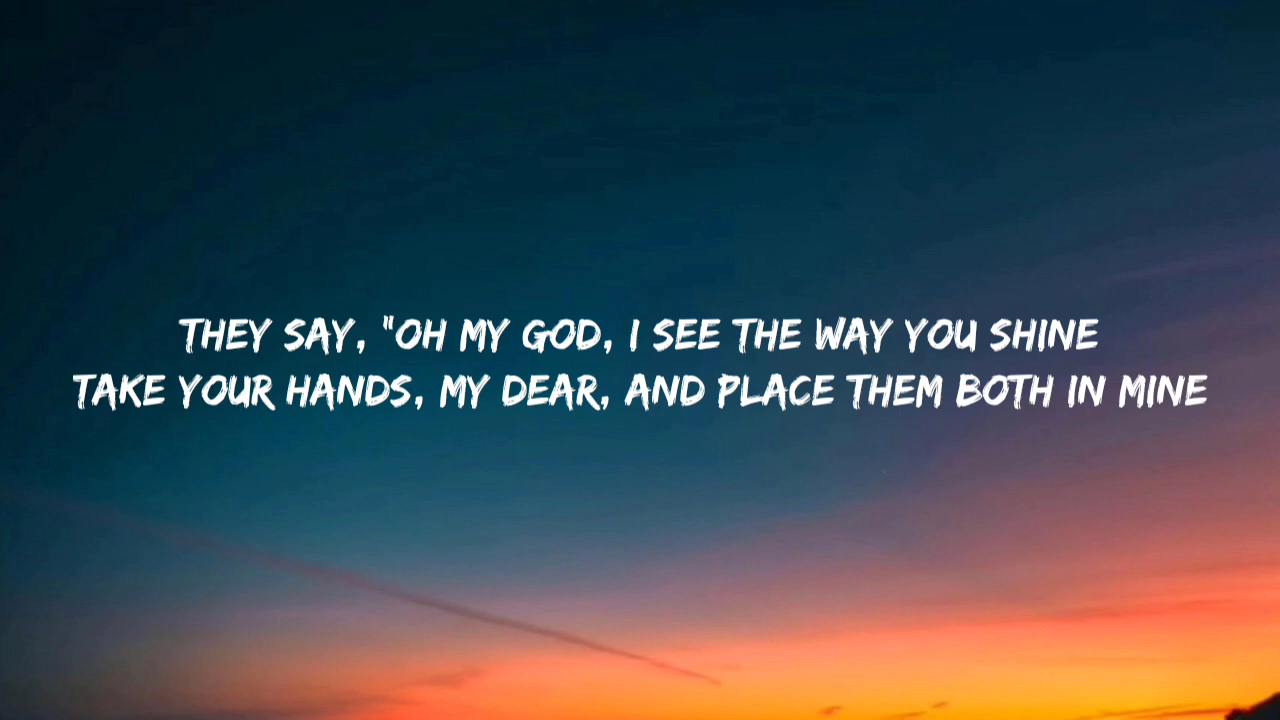 THEY SAY, "OH MY GOD, I SEE THE WAY YOU SHINE
TAKE YOUR HANDS, MY DEAR, AND PLACE THEM BOTH IN MINE